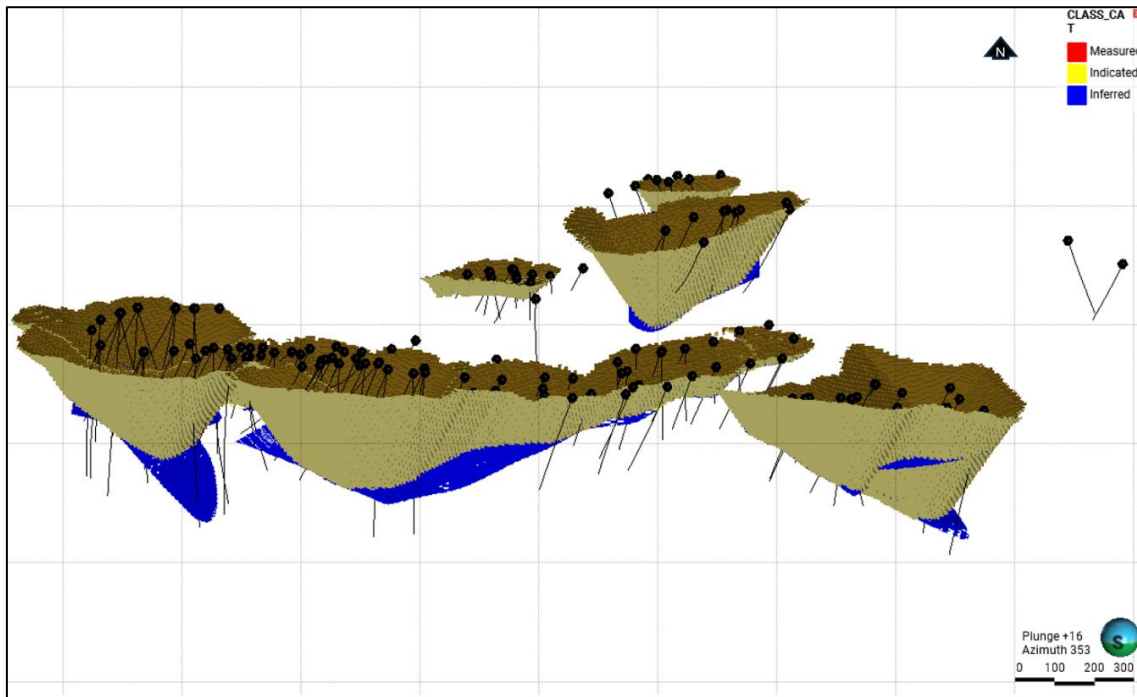 CLASS_CA
T
Measured
Indicated
Inferred
N
Plunge +16
Azimuth 353
S
0 100 200 300